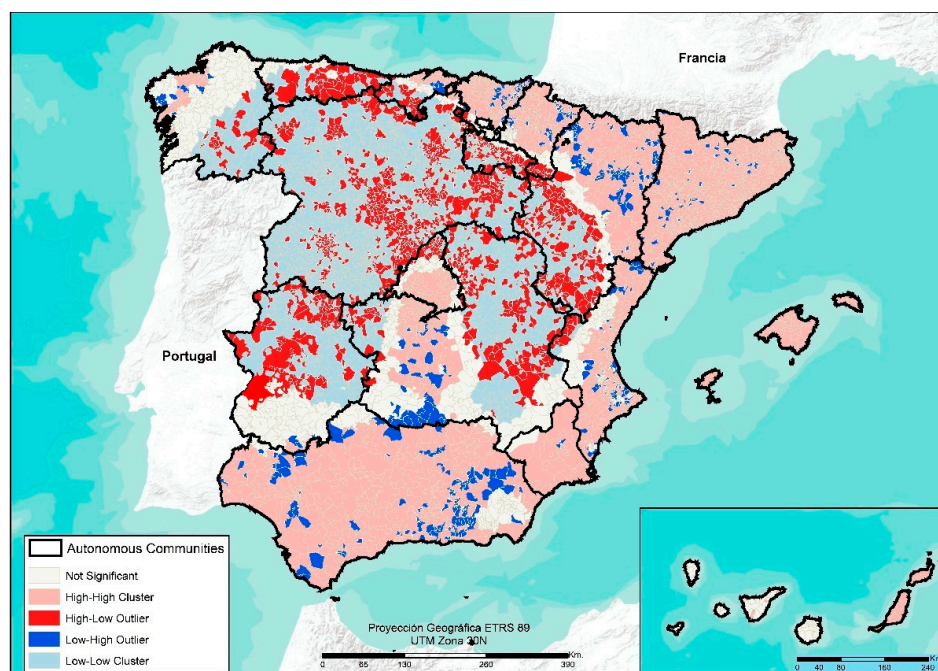 Francia
Portugal
Autonomous Communities
Not Significant
High-High Cluster
High-Low Outlier
Low-High Outlier
Low-Low Cluster
Proyección Geográfica ETRS 89
UTM Zona 30N
Km.
0 65 130 260 390
0 40 80 160 240